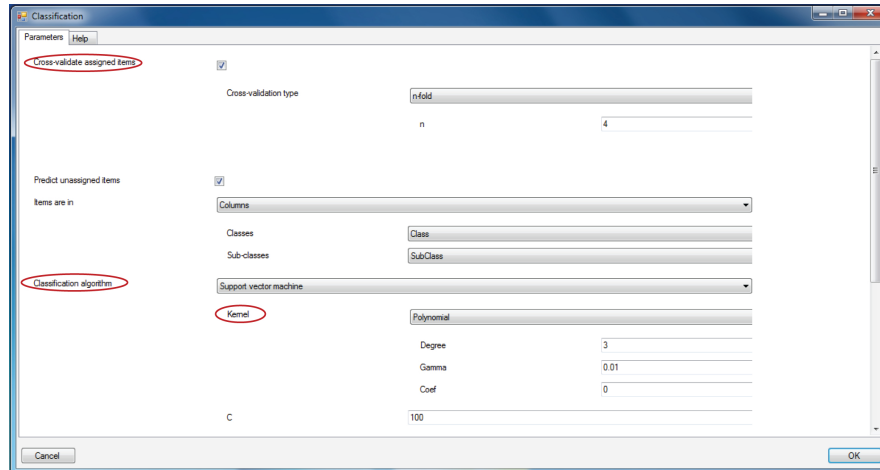 Classification
Parameters Help
Cross-validate assigned items
Cross-validation type n-fold
n 4
Predict unassigned items
Items are in Columns
Classes Class
Sub-classes SubClass
Classification algorithm Support vector machine
Kernel Polynomial
Degree 3
Gamma 0.01
Coef 0
C 100
Cancel OK